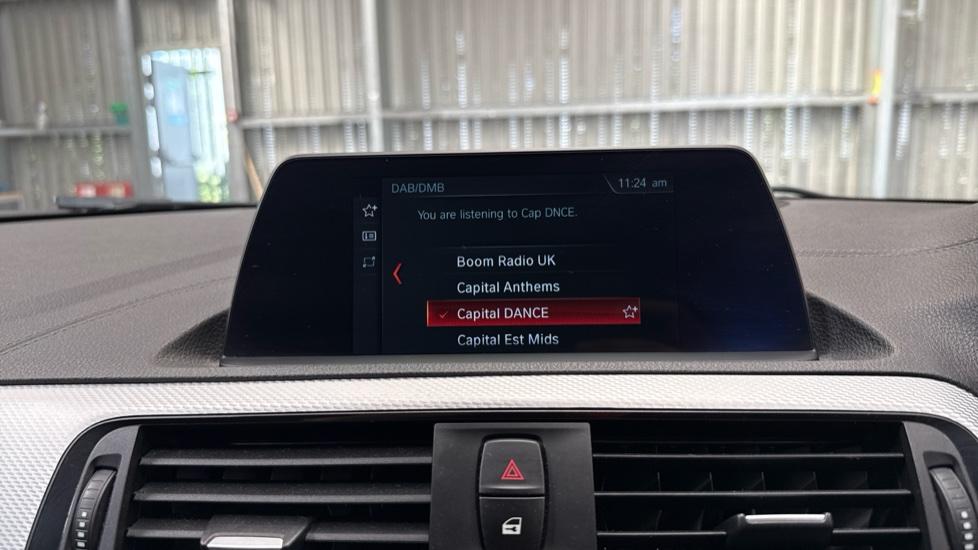 DAB/DMB
11:24 am
You are listening to Cap DNCE.
Boom Radio UK
Capital Anthems
Capital DANCE
Capital Est Mids